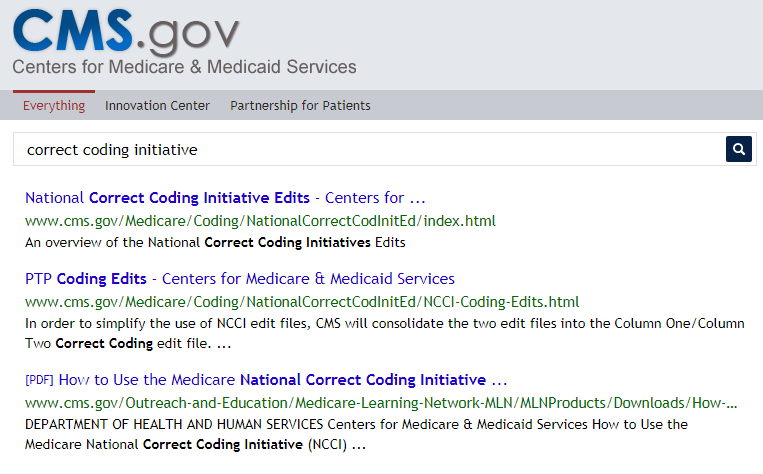 CMS.gov
Centers for Medicare & Medicaid Services
Everything Innovation Center Partnership for Patients
correct coding initiative
National Correct Coding Initiative Edits - Centers for ...
www.cms.gov/Medicare/Coding/NationalCorrectCodInitEd/index.html
An overview of the National Correct Coding Initiatives Edits
PTP Coding Edits - Centers for Medicare & Medicaid Services
www.cms.gov/Medicare/Coding/NationalCorrectCodInitEd/NCCI-Coding-Edits.html
In order to simplify the use of NCCI edit files, CMS will consolidate the two edit files into the Column One/Column
Two Correct Coding edit file. ...
[PDF] How to Use the Medicare National Correct Coding Initiative ...
www.cms.gov/Outreach-and-Education/Medicare-Learning-Network-MLN/MLNProducts/Downloads/How-...
DEPARTMENT OF HEALTH AND HUMAN SERVICES Centers for Medicare & Medicaid Services How to Use the
Medicare National Correct Coding Initiative (NCCI) ...